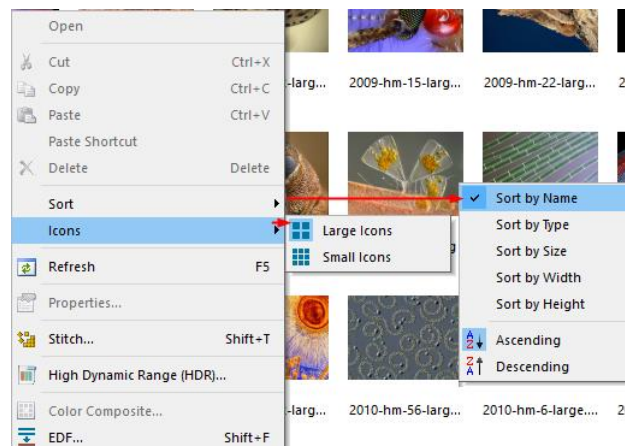 Open
Cut Ctrl+X
Copy Ctrl+C
Paste Ctrl+V
Paste Shortcut
Delete Delete
Sort
Icons
Refresh F5
Properties...
Stitch... Shift+T
High Dynamic Range (HDR)...
Color Composite...
EDF... Shift+F
Large Icons
Small Icons
Sort by Name
Sort by Type
Sort by Size
Sort by Width
Sort by Height
Ascending
Descending
-larg... 2009-hm-15-larg... 2009-hm-22-larg... 2
-larg... 2010-hm-56-larg... 2010-hm-6-large.... 2